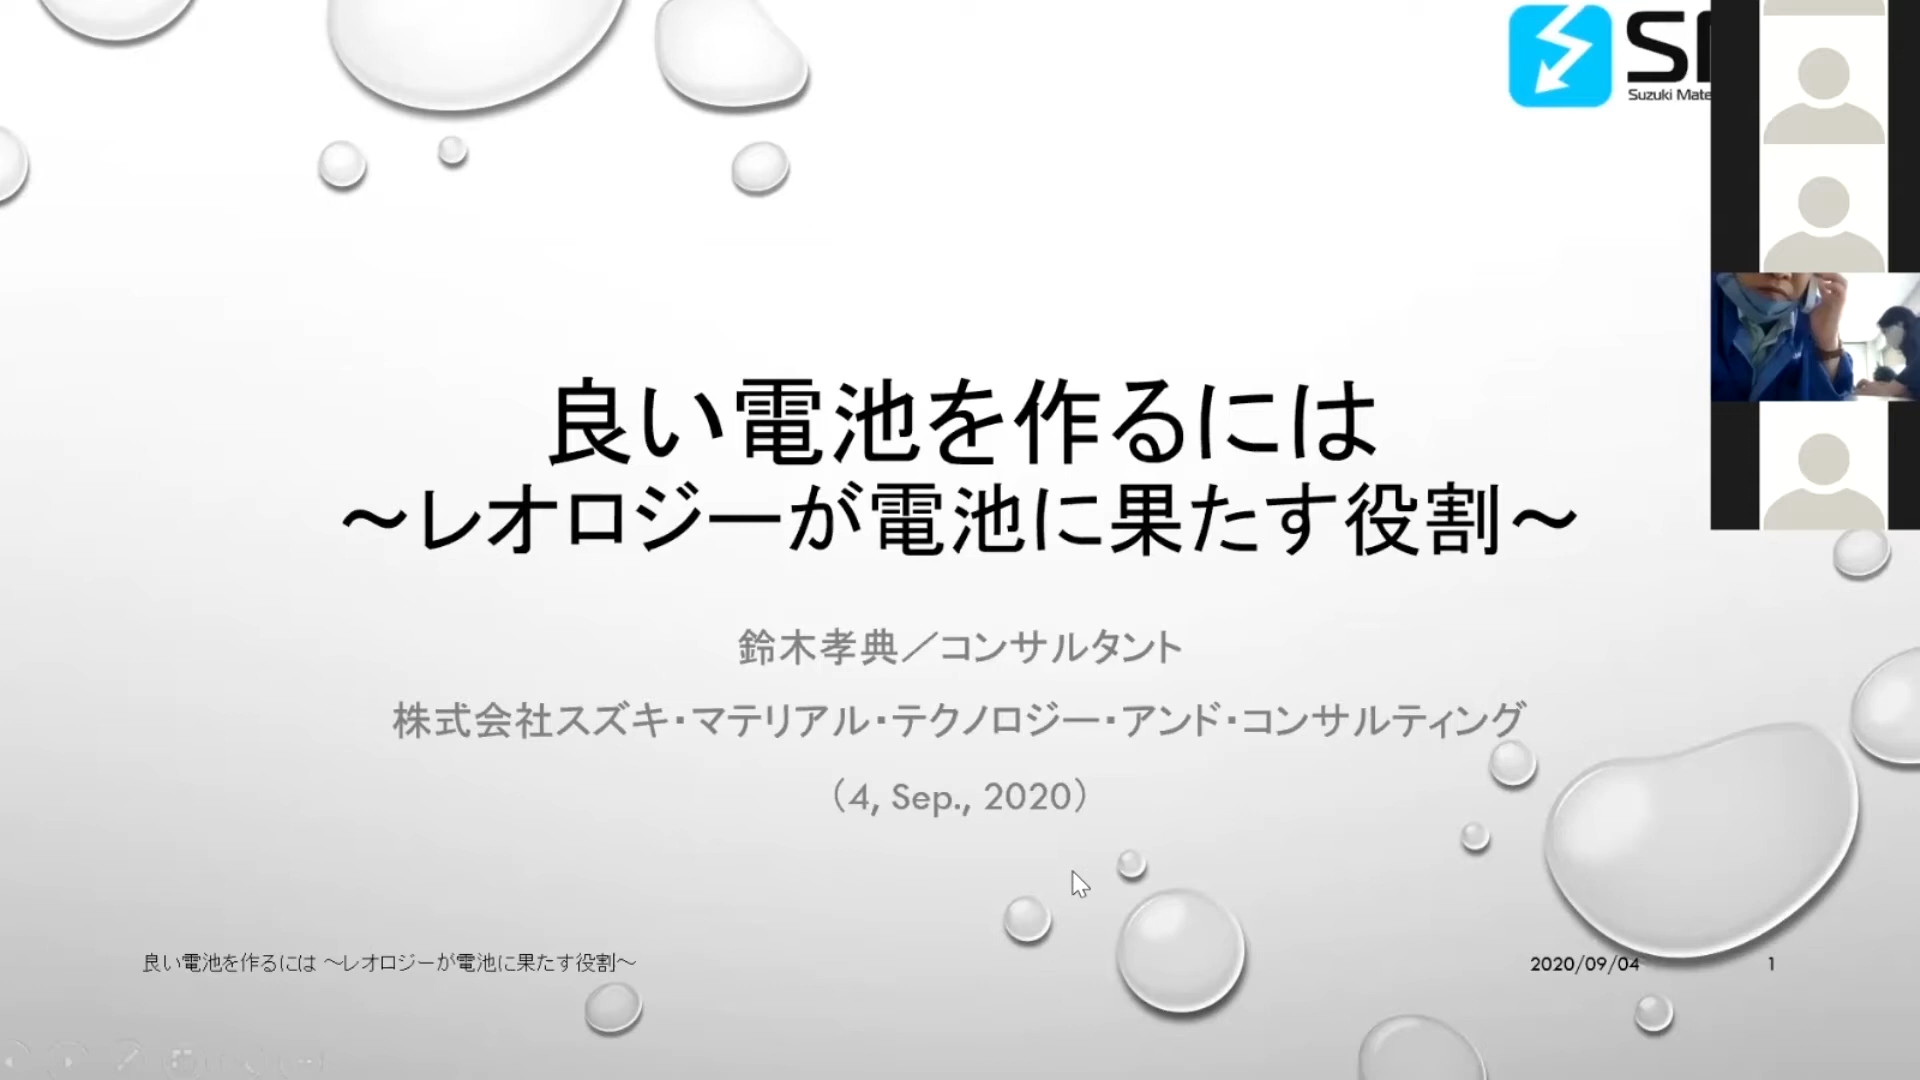 Suzuki
良い電池を作るには
～レオロジーが電池に果たす役割～
鈴木孝典／コンサルタント
株式会社スズキ・マテリアル・テクノロジー・アンド・コンサルティング
（4, Sep., 2020）
良い電池を作るには ～レオロジーが電池に果たす役割～
2020/09/04
1